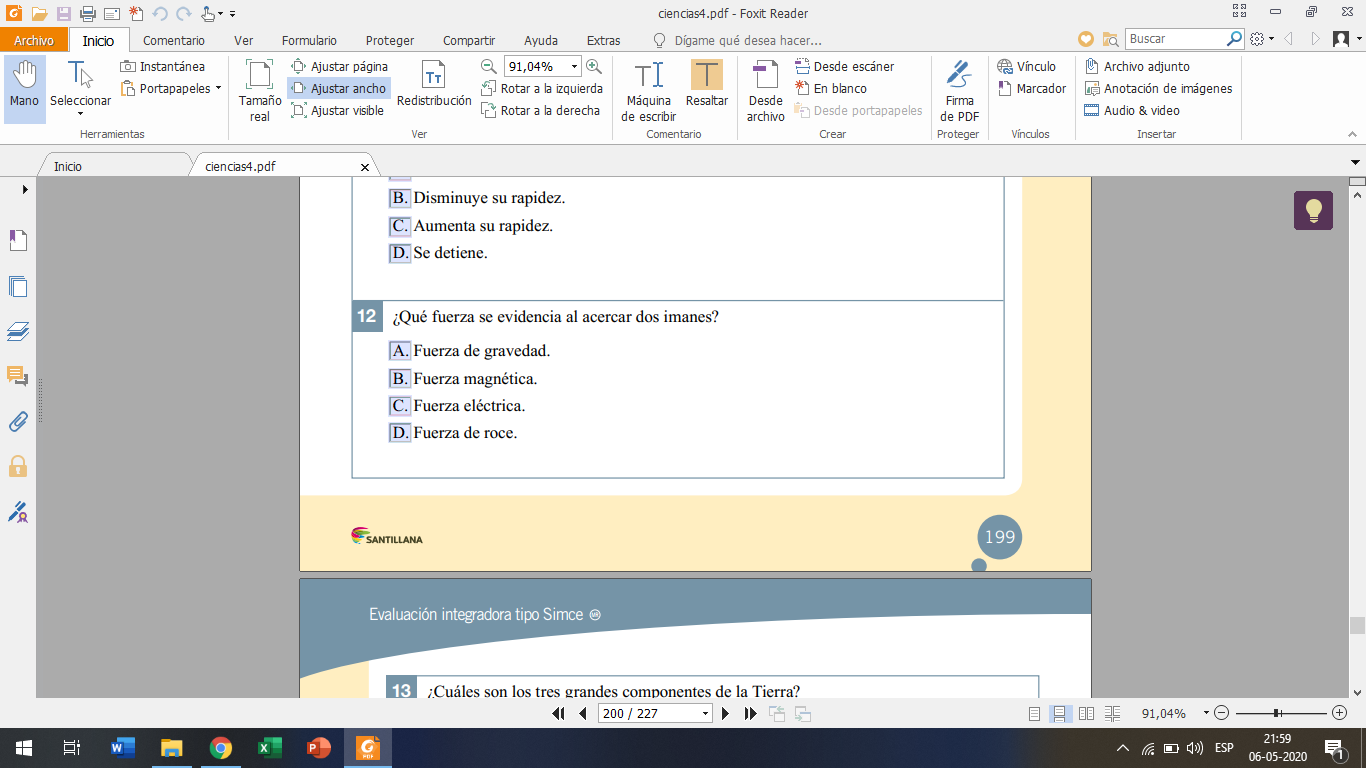 ciencias4.pdf - Foxit Reader
Archivo Inicio Comentario Ver Formulario Proteger Compartir Ayuda Extras Dígame qué desea hacer... Buscar
Mano
Seleccionar
Instantánea
Portapapeles
Herramientas
Tamaño real
Ajustar página
Ajustar ancho
Ajustar visible
Redistribución
91,04%
Rotar a la izquierda
Rotar a la derecha
Ver
Máquina de escribir
Resaltar
Comentario
Desde archivo
Desde escáner
En blanco
Desde portapapeles
Crear
Firma de PDF
Proteger
Vínculo
Marcador
Vínculos
Archivo adjunto
Anotación de imágenes
Audio & video
Insertar
Inicio ciencias4.pdf
B. Disminuye su rapidez.
C. Aumenta su rapidez.
D. Se detiene.
12 ¿Qué fuerza se evidencia al acercar dos imanes?
A. Fuerza de gravedad.
B. Fuerza magnética.
C. Fuerza eléctrica.
D. Fuerza de roce.
SANTILLANA
199
Evaluación integradora tipo Simce
13 ¿Cuáles son los tres grandes componentes de la Tierra?
200 / 227 91,04%
ESP
21:59
06-05-2020
1